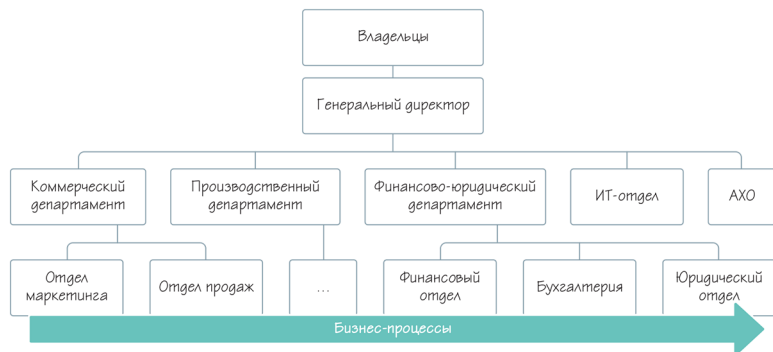 Владельцы
Генеральный директор
Коммерческий
департамент
Производственный
департамент
Финансово-юридический
департамент
ИТ-отдел
АХО
Отдел
маркетинга
Отдел продаж
...
Финансовый
отдел
Бухгалтерия
Юридический
отдел
Бизнес-процессы